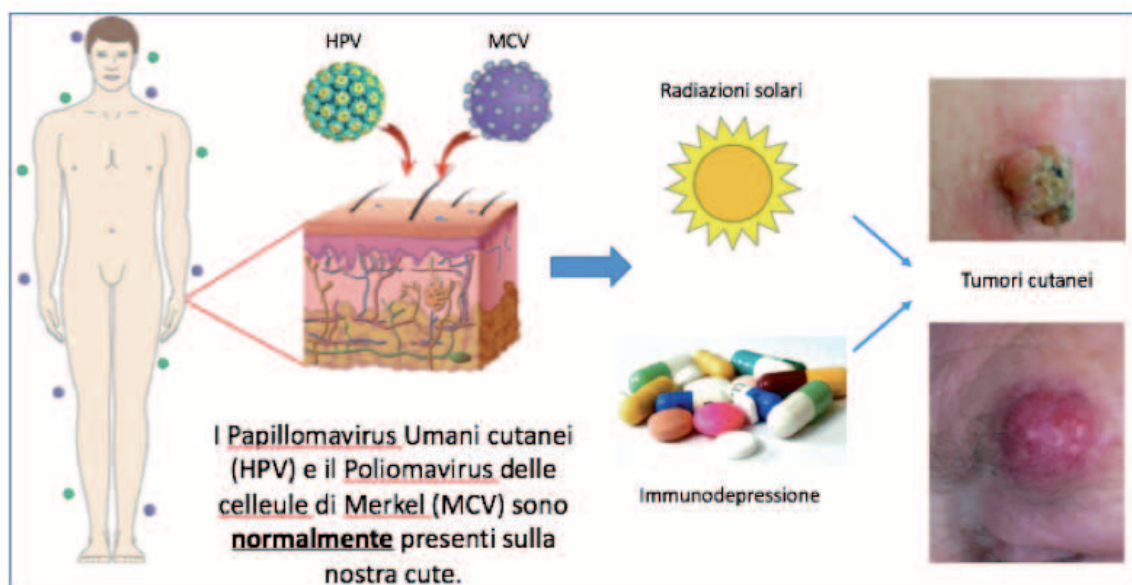 HPV
MCV
I Papillomavirus Umani cutanei
(HPV) e il Poliomavirus delle
celleule di Merkel (MCV) sono
normalmente presenti sulla
nostra cute.
Radiazioni solari
Immunodepressione
Tumori cutanei